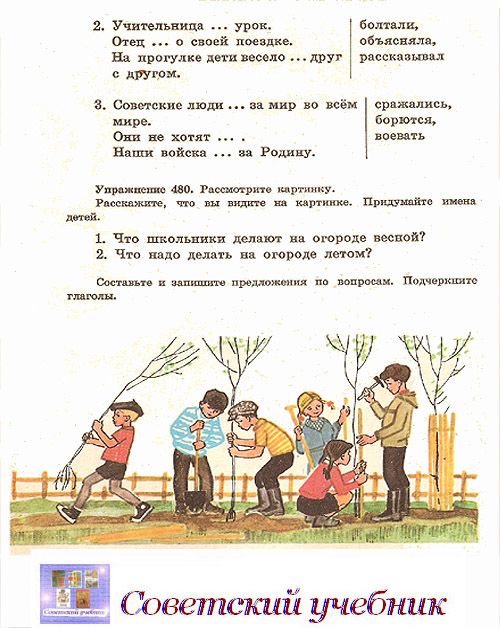 2. Учительница ... урок. болтали,
Отец ... о своей поездке. объясняла,
На прогулке дети весело ... друг рассказывал
с другом.
3. Советские люди ... за мир во всём сражались,
мире. борются,
Они не хотят ... . воевать
Наши войска ... за Родину.
Упражнение 480. Рассмотрите картинку.
Расскажите, что вы видите на картинке. Придумайте имена
детей.
1. Что школьники делают на огороде весной?
2. Что надо делать на огороде летом?
Составьте и запишите предложения по вопросам. Подчеркните
глаголы.
Советский учебник
Советский учебник